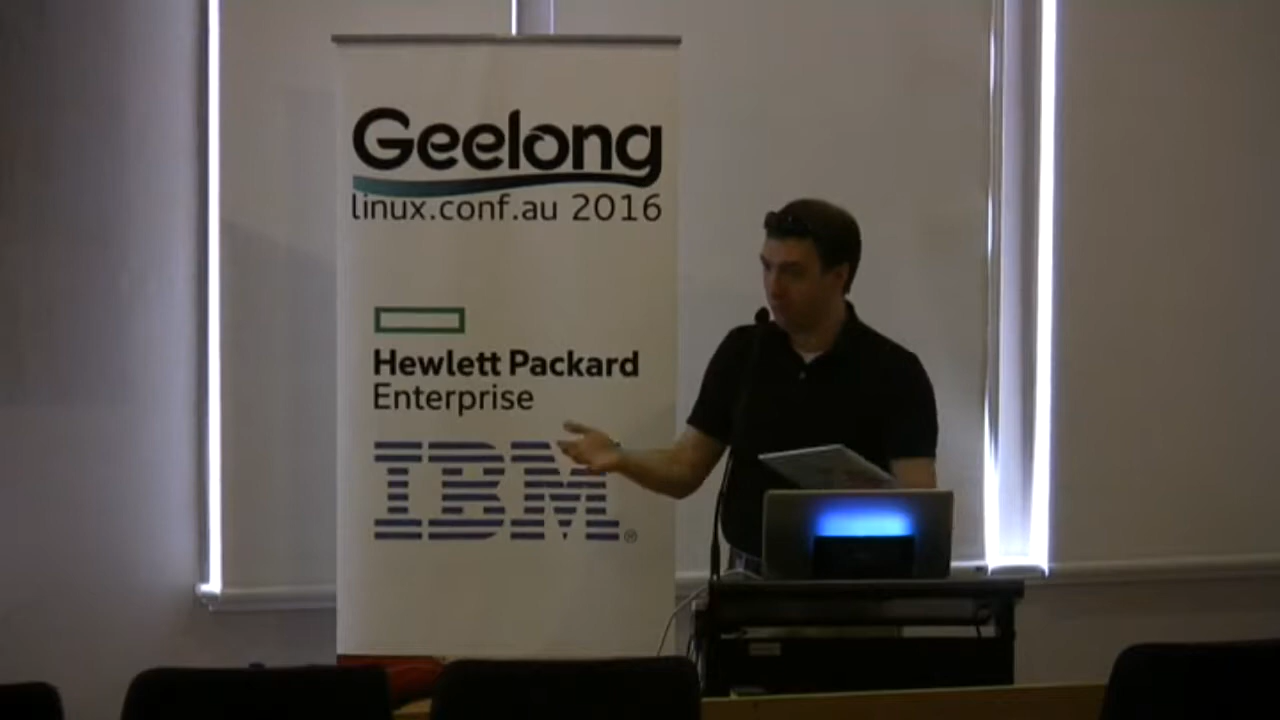 Geelong
linux.conf.au 2016
Hewlett Packard
Enterprise
IBM®